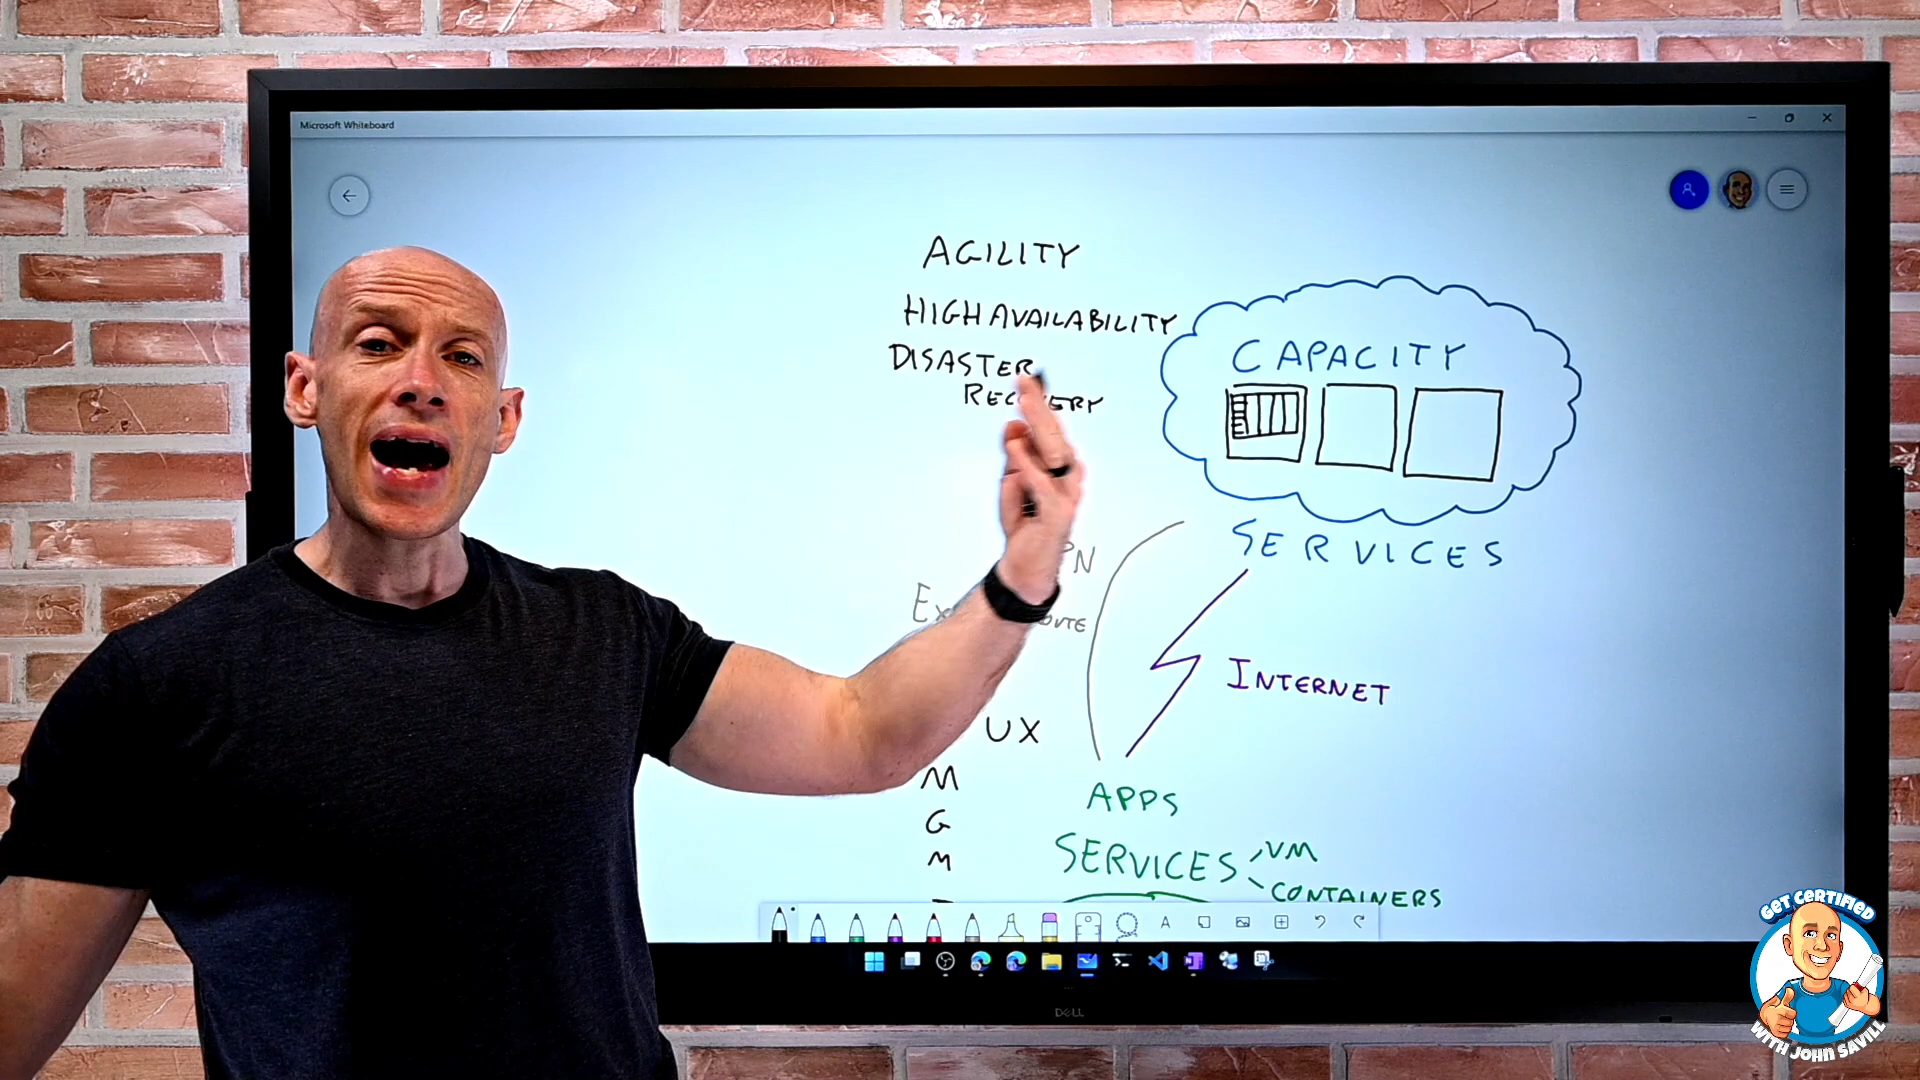 Microsoft Whiteboard
AGILITY
HIGH AVAILABILITY
DISASTER
CAPACITY
SERVICES
INTERNET
UX
M
G
M
APPS
SERVICES
VM
CONTAINERS
DELL
GET CERTIFIED
WITH JOHN SAVILL